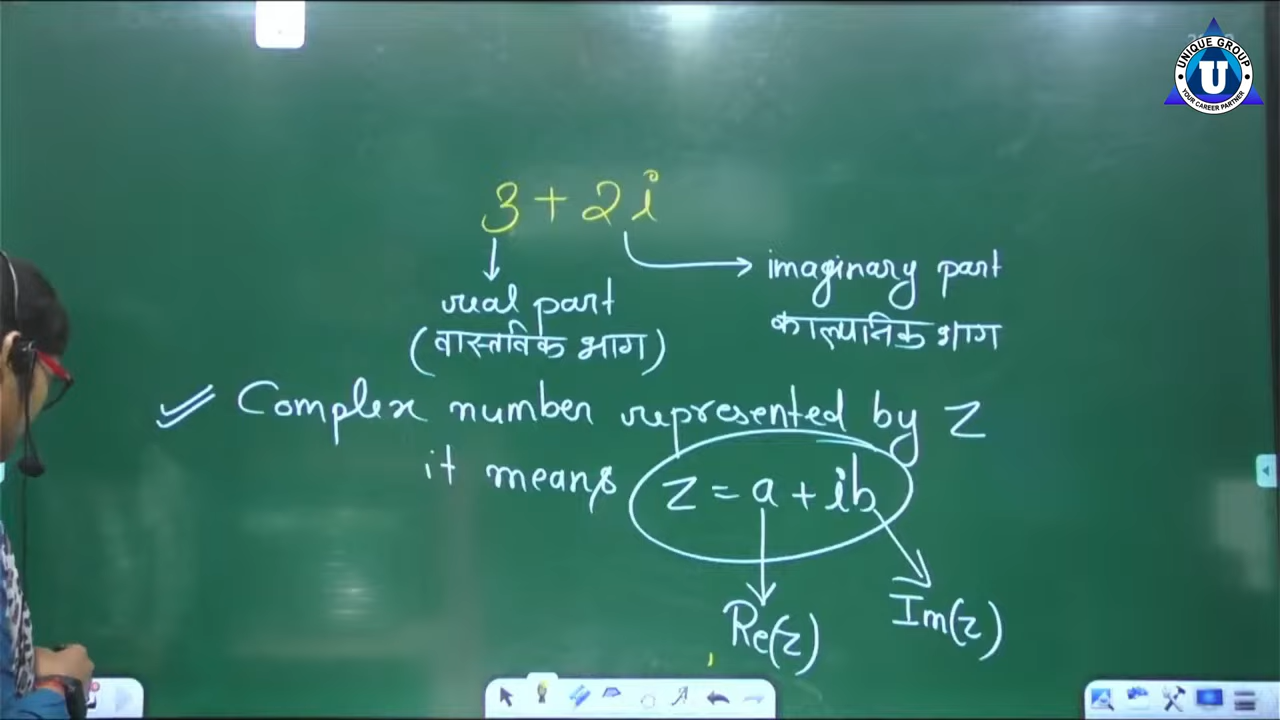 UNIQUE GROUP
U
YOUR CAREER PARTNER
3 + 2i
real part
(वास्तविक भाग)
imaginary part
काल्पनिक भाग
Complex number represented by Z
it means Z = a + ib
Re(z)
Im(z)